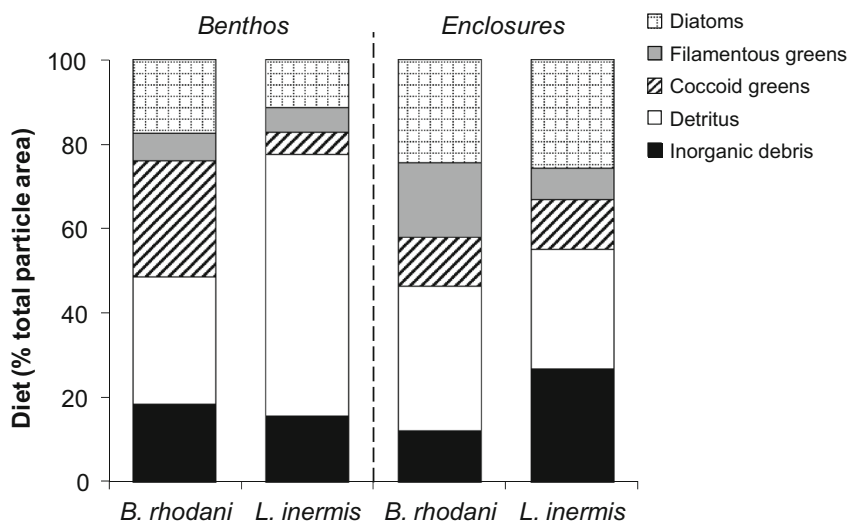 Benthos
Enclosures
Diatoms
Filamentous greens
Coccoid greens
Detritus
Inorganic debris
Diet (% total particle area)
100
80
60
40
20
0
B. rhodani
L. inermis
B. rhodani
L. inermis